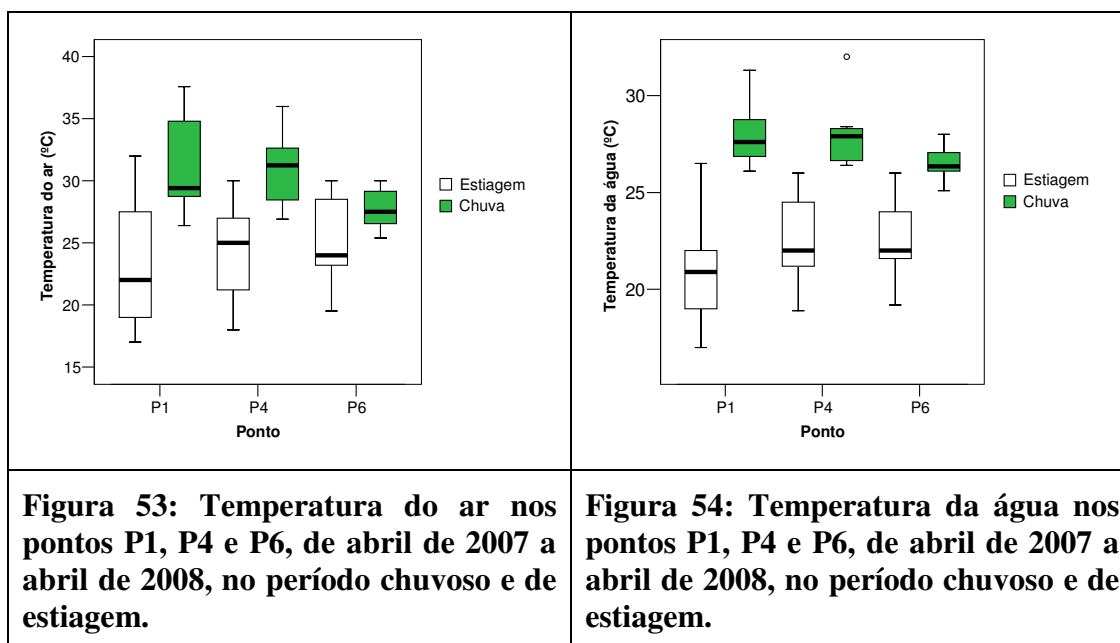 40
35
30
25
20
15
Temperatura do ar (ºC)
P1 P4 P6
Ponto
Estiagem
Chuva
30
25
20
Temperatura da água (ºC)
P1 P4 P6
Ponto
Estiagem
Chuva
Figura 53: Temperatura do ar nos
pontos P1, P4 e P6, de abril de 2007 a
abril de 2008, no período chuvoso e de
estiagem.
Figura 54: Temperatura da água nos
pontos P1, P4 e P6, de abril de 2007 a
abril de 2008, no período chuvoso e de
estiagem.